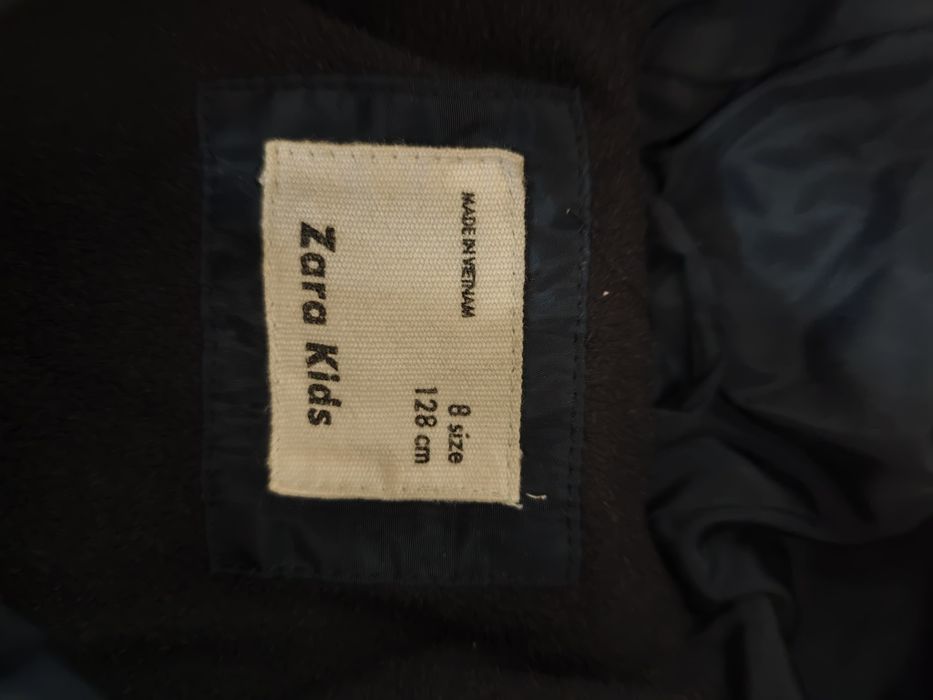 MADE IN VIETNAM
8 size
128 cm
Zara Kids